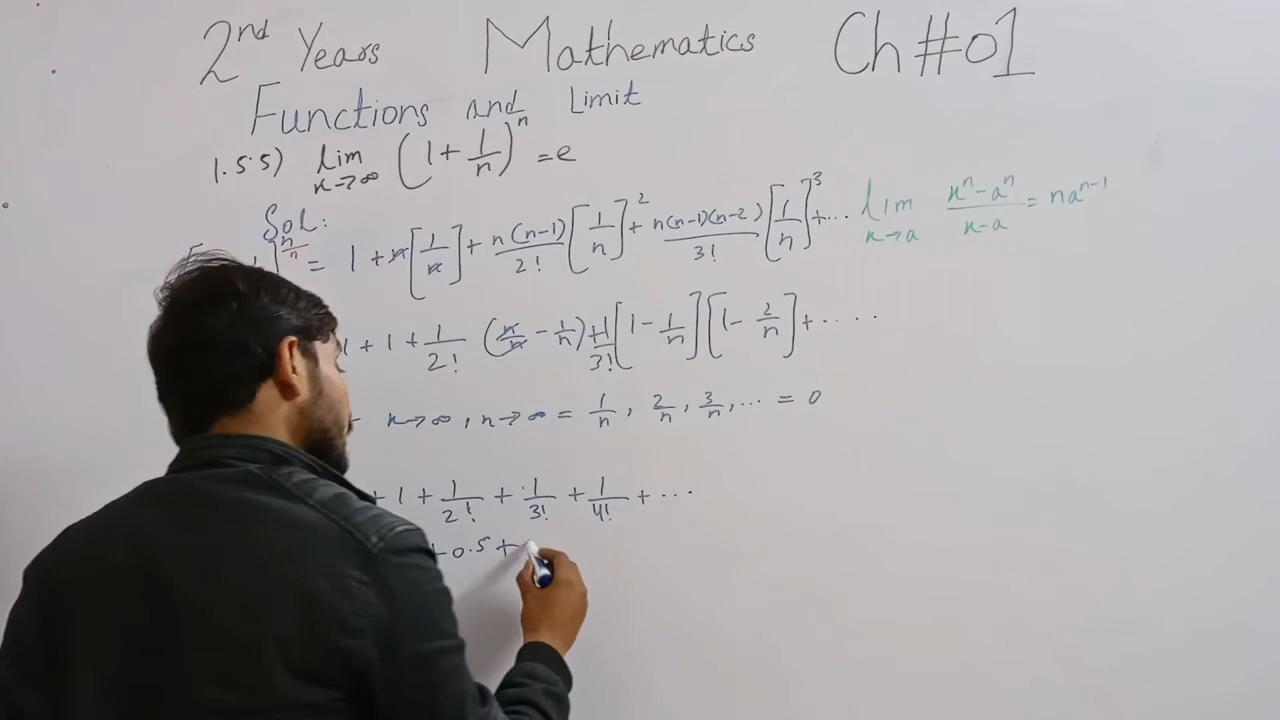 2nd Years Mathematics Ch#01
Functions and Limit
1.5.5) lim x→∞ (1 + 1/n)^n = e
Sol:
= 1 + n[1/n] + n(n-1)/2! [1/n]^2 + n(n-1)(n-2)/3! [1/n]^3 + ... lim x→a x^n - a^n / x-a = na^n-1
1 + 1 + 1/2! (n/n - 1/n) + 1/3! [1 - 1/n][1 - 2/n] + ....
x→∞, n→∞ = 1/n, 2/n, 3/n, ... = 0
+ 1 + 1/2! + 1/3! + 1/4! + ...
+ 0.5 +